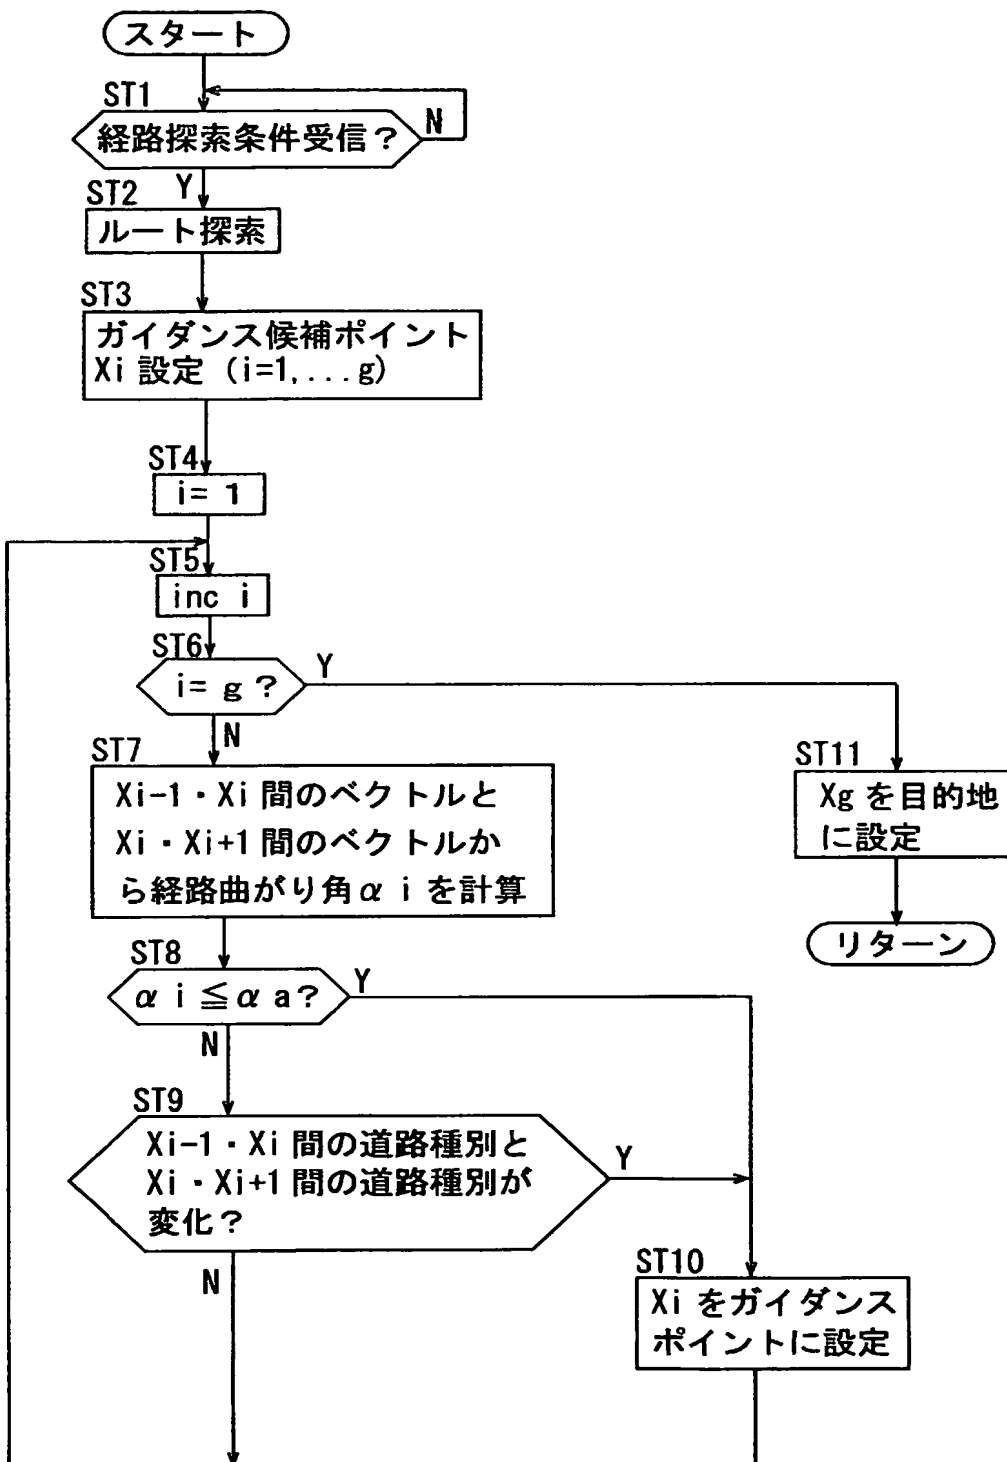 スタート
ST1
経路探索条件受信？
N
Y
ST2
ルート探索
ST3
ガイダンス候補ポイント
Xi 設定 (i=1,...g)
ST4
i= 1
ST5
inc i
ST6
i= g ?
Y
N
ST7
Xi-1・Xi 間のベクトルと
Xi・Xi+1 間のベクトルか
ら経路曲がり角α i を計算
ST11
Xg を目的地
に設定
リターン
ST8
α i ≦ α a?
Y
N
ST9
Xi-1・Xi 間の道路種別と
Xi・Xi+1 間の道路種別が
変化？
Y
N
ST10
Xi をガイダンス
ポイントに設定